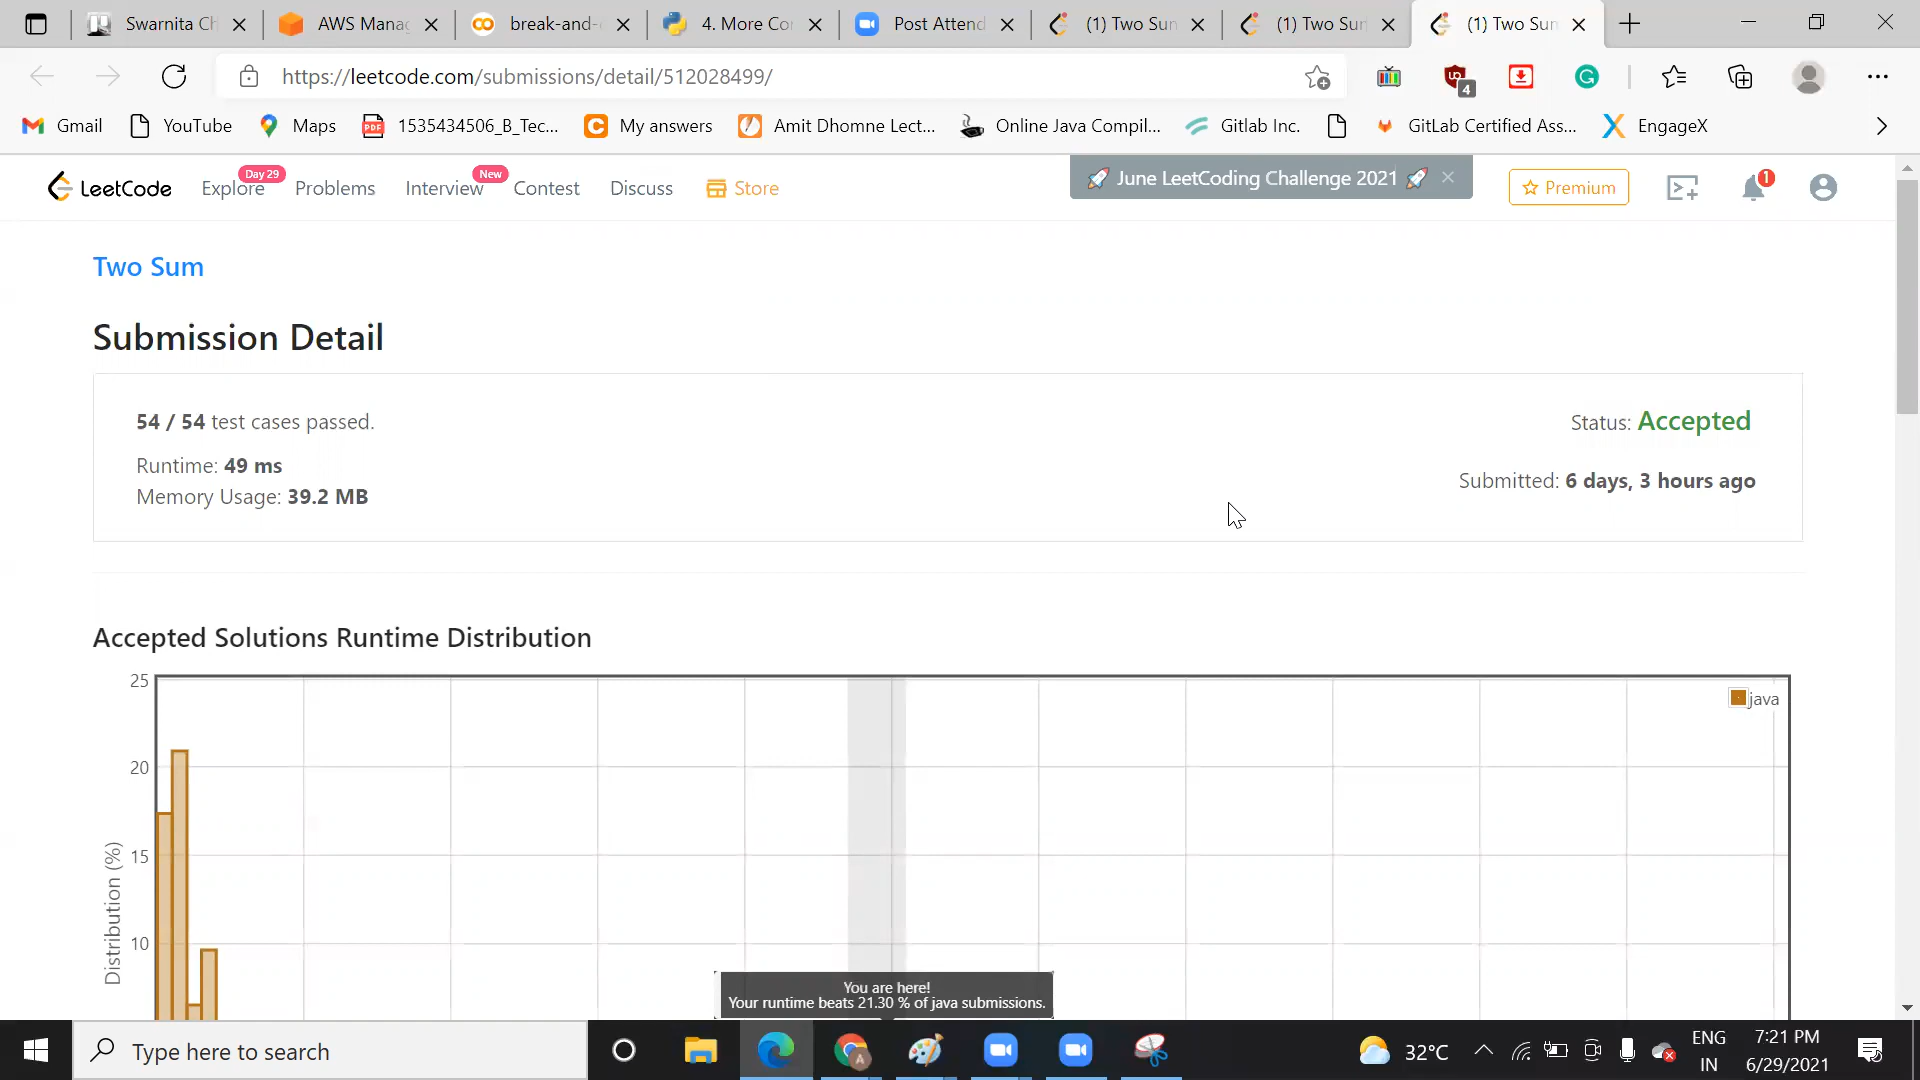 Swarnita Ch
AWS Manag
break-and-
4. More Con
Post Attend
(1) Two Sum
(1) Two Sum
(1) Two Sum
https://leetcode.com/submissions/detail/512028499/
4
Gmail
YouTube
Maps
1535434506_B_Tec...
My answers
Amit Dhomne Lect...
Online Java Compil...
Gitlab Inc.
GitLab Certified Ass...
EngageX
LeetCode
Explore
Day 29
Problems
Interview
New
Contest
Discuss
Store
June LeetCoding Challenge 2021
Premium
1
Two Sum
Submission Detail
54 / 54 test cases passed.
Status: Accepted
Runtime: 49 ms
Memory Usage: 39.2 MB
Submitted: 6 days, 3 hours ago
Accepted Solutions Runtime Distribution
25
java
20
15
10
Distribution (%)
You are here!
Your runtime beats 21.30 % of java submissions.
Type here to search
A
32°C
ENG
IN
7:21 PM
6/29/2021